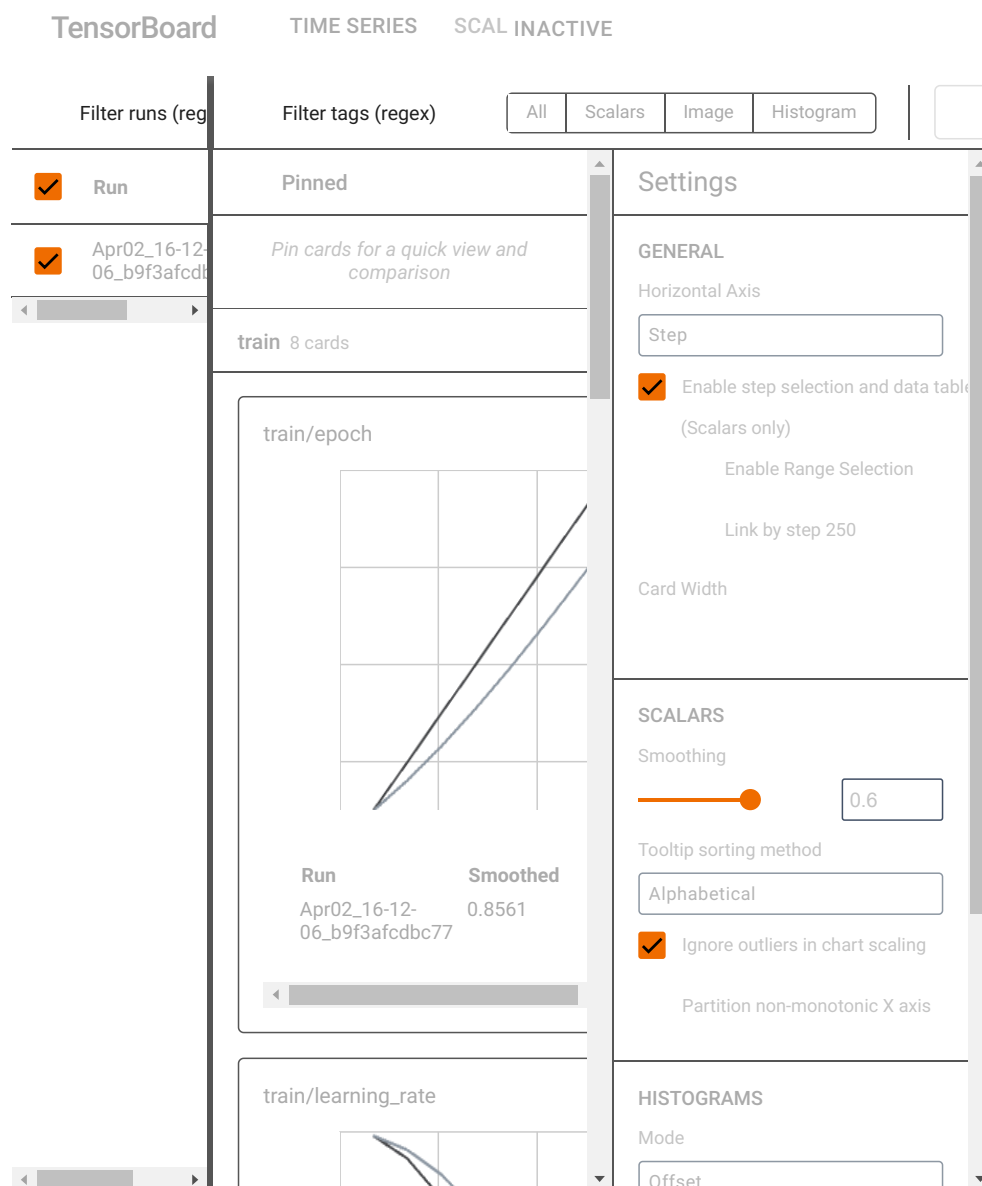 TensorBoard TIME SERIES SCAL INACTIVE
Filter runs (reg Filter tags (regex) All Scalars Image Histogram
Run
Apr02_16-12-
06_b9f3afcdb
Pinned
Pin cards for a quick view and
comparison
train 8 cards
train/epoch
Run Smoothed
Apr02_16-12- 0.8561
06_b9f3afcdbc77
train/learning_rate
Settings
GENERAL
Horizontal Axis
Step
Enable step selection and data table
(Scalars only)
Enable Range Selection
Link by step 250
Card Width
SCALARS
Smoothing
0.6
Tooltip sorting method
Alphabetical
Ignore outliers in chart scaling
Partition non-monotonic X axis
HISTOGRAMS
Mode
Offset